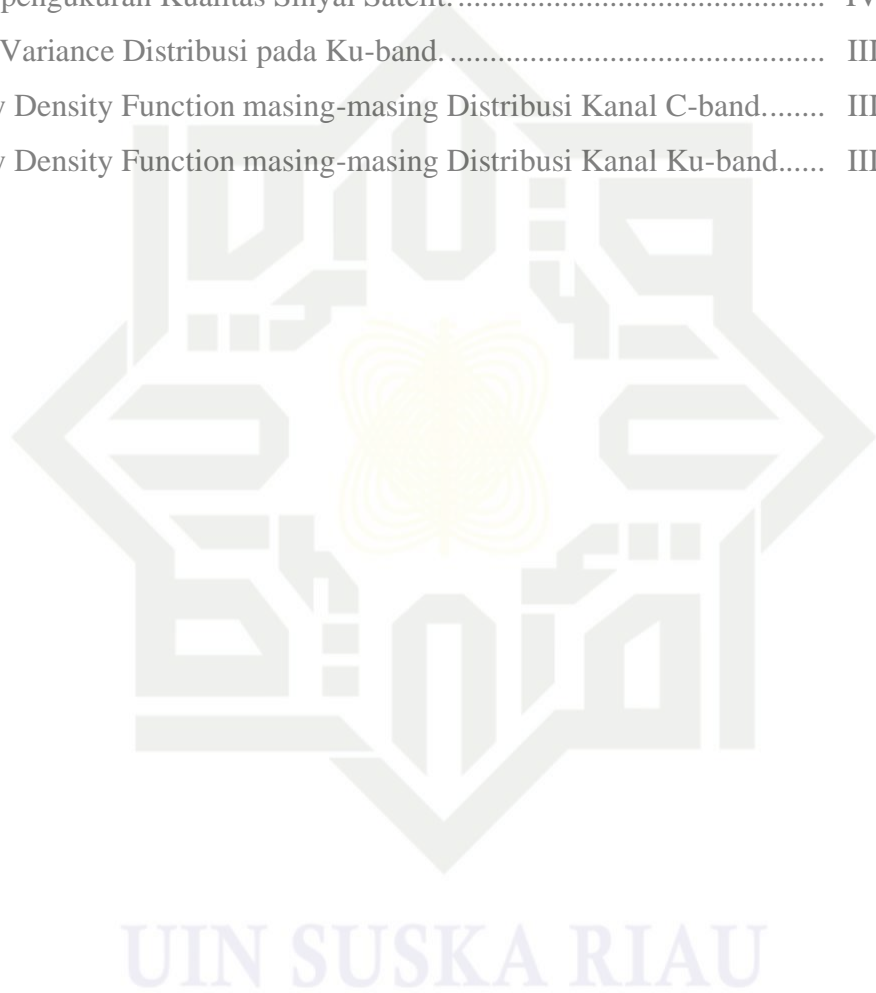 pengukuran Kualitas Sinyal Satelit. ........................................... IV
Variance Distribusi pada Ku-band. ............................................ III
y Density Function masing-masing Distribusi Kanal C-band........ III
y Density Function masing-masing Distribusi Kanal Ku-band...... III
UIN SUSKA RIAU